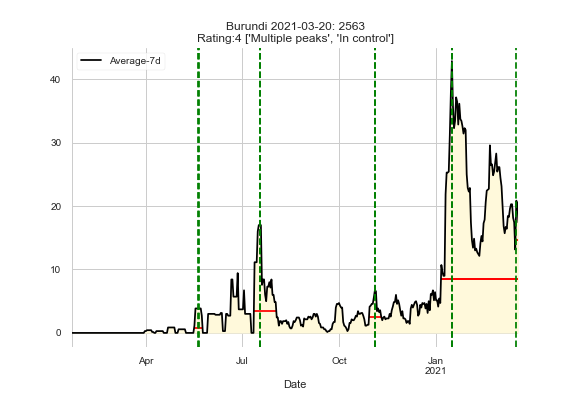 Burundi 2021-03-20: 2563
Rating:4 ['Multiple peaks', 'In control']
Average-7d
40
30
20
10
0
Apr
Jul
Oct
Jan
2021
Date